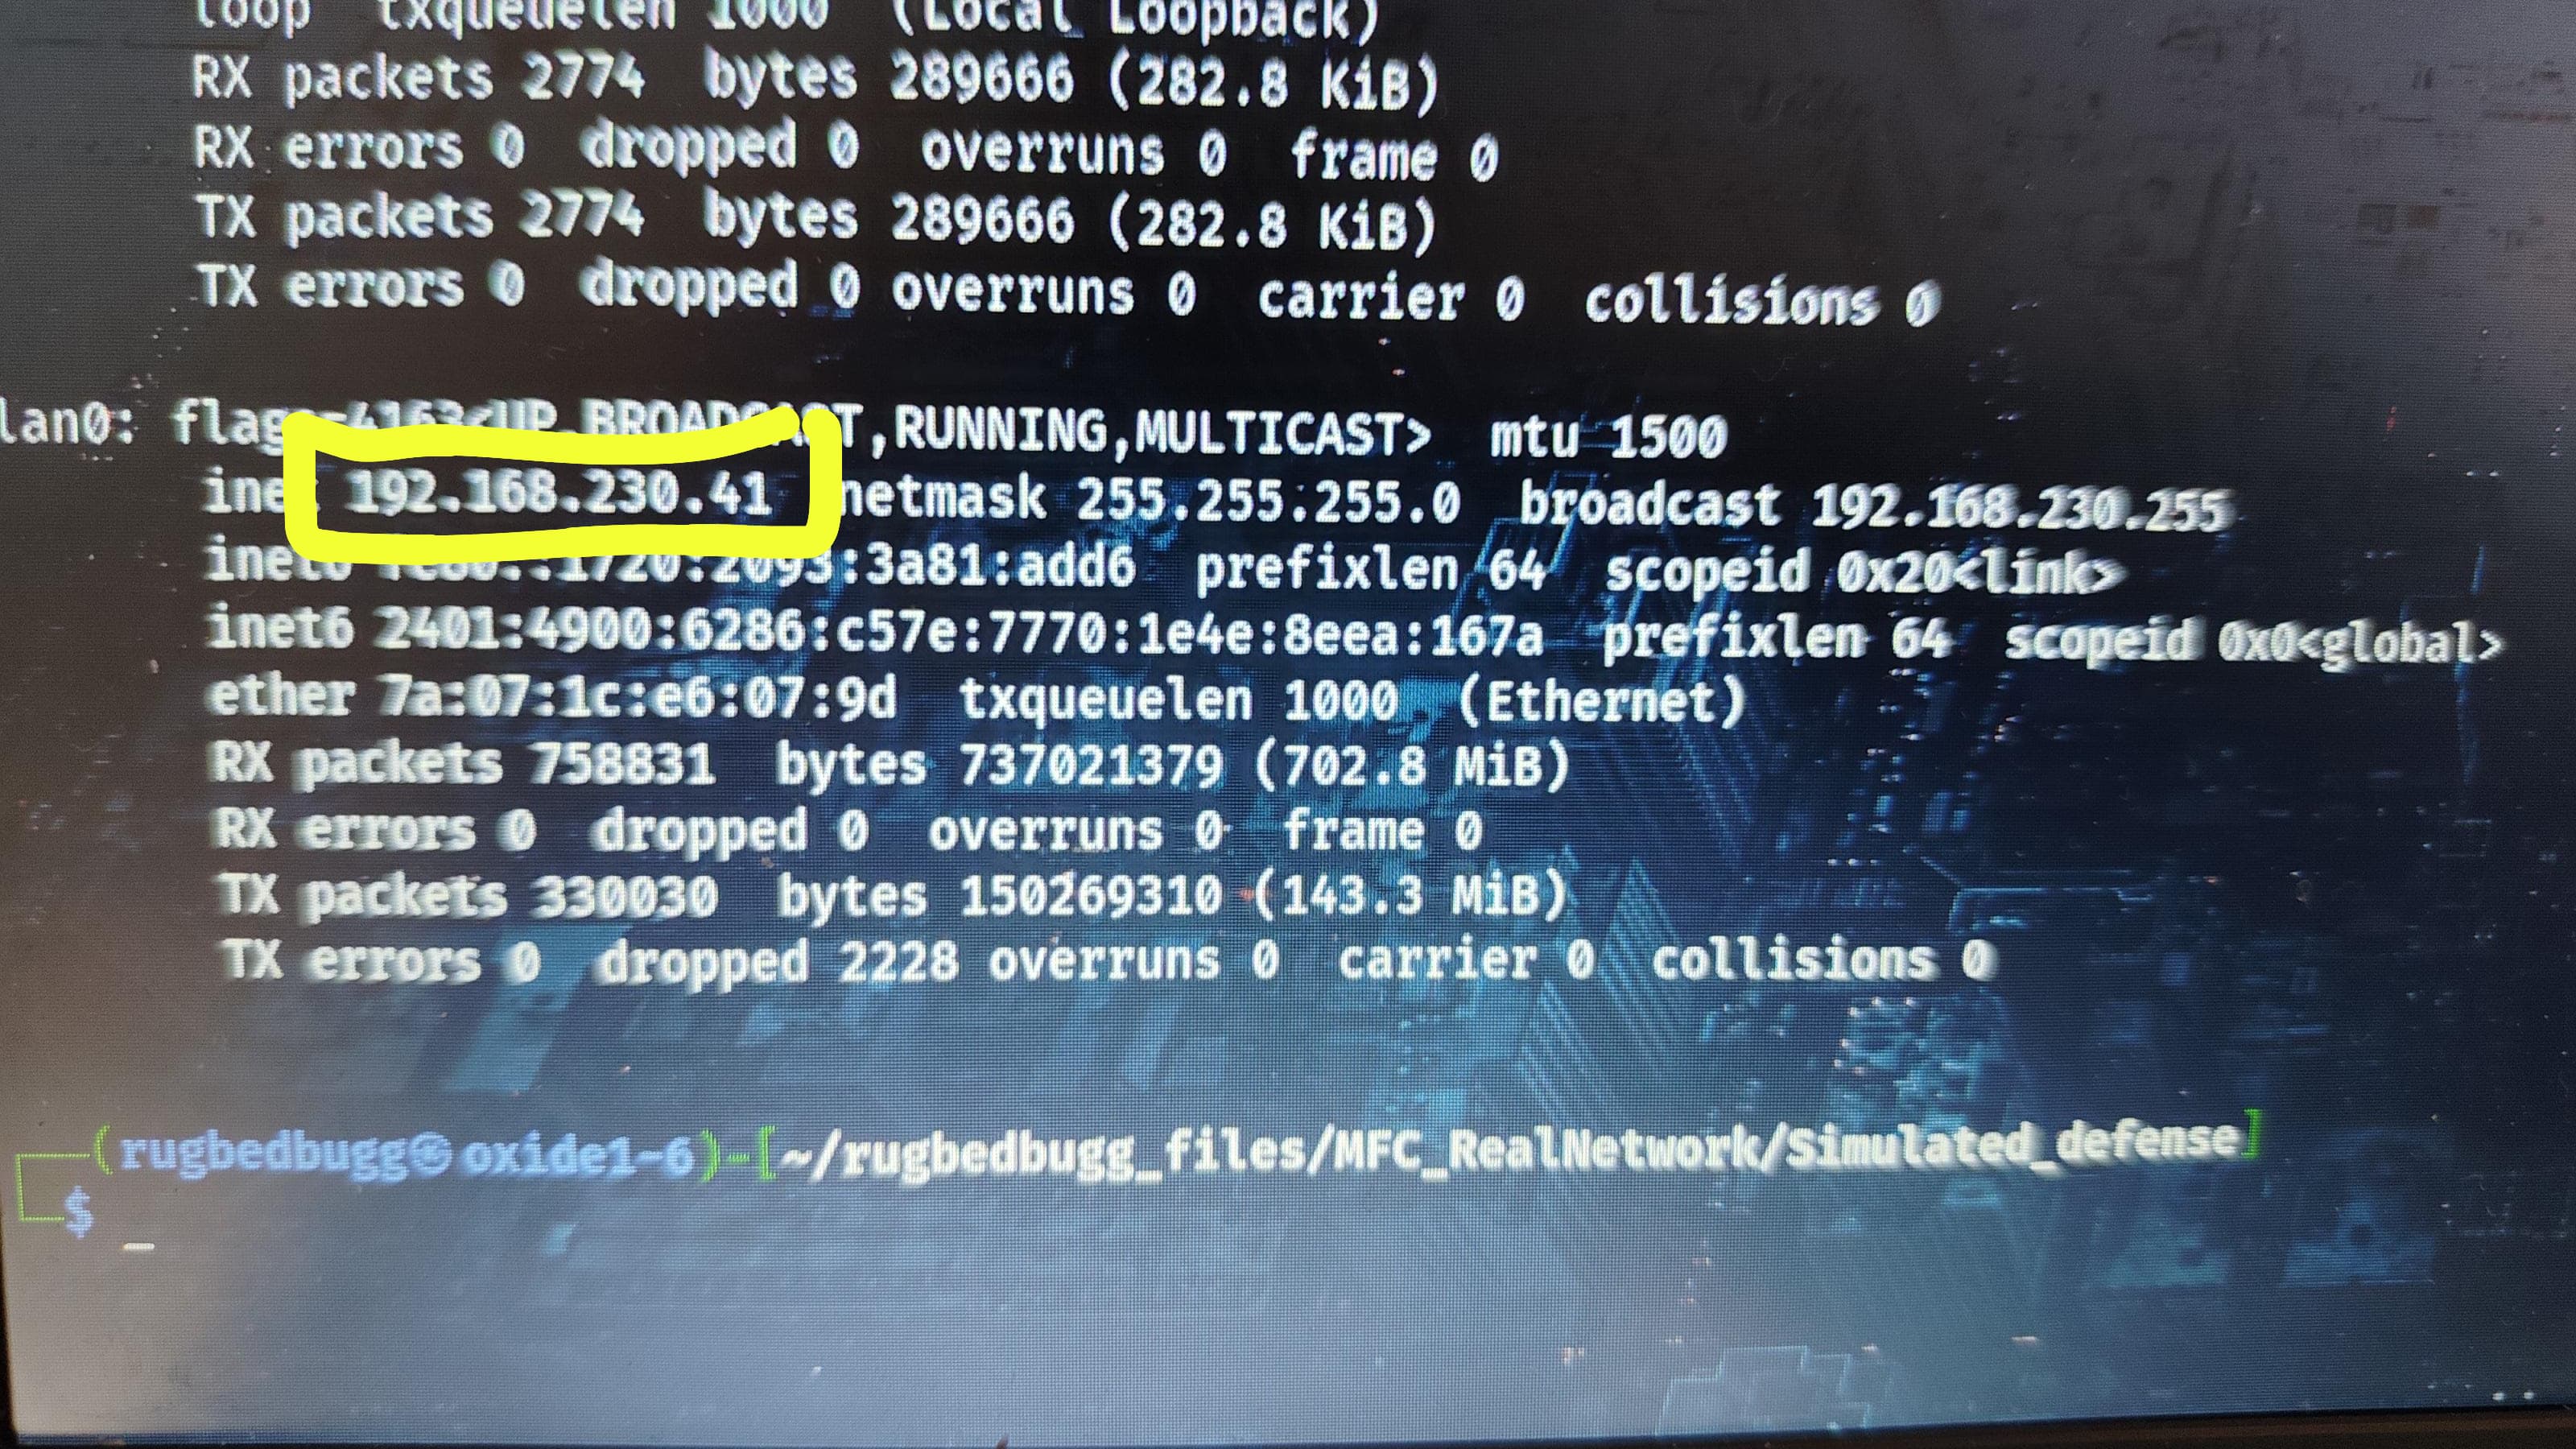 loop txqueuelen 1000 (Local Loopback)
RX packets 2774 bytes 289666 (282.8 KiB)
RX errors 0 dropped 0 overruns 0 frame 0
TX packets 2774 bytes 289666 (282.8 KiB)
TX errors 0 dropped 0 overruns 0 carrier 0 collisions 0
lan0: flags=4163<UP,BROADCAST,RUNNING,MULTICAST> mtu 1500
inet 192.168.230.41 netmask 255.255.255.0 broadcast 192.168.230.255
inet6 fe80::1720:2093:3a81:add6 prefixlen 64 scopeid 0x20<link>
inet6 2401:4900:6286:c57e:7770:1e4e:8eea:167a prefixlen 64 scopeid 0x0<global>
ether 7a:07:1c:e6:07:9d txqueuelen 1000 (Ethernet)
RX packets 758831 bytes 737021379 (702.8 MiB)
RX errors 0 dropped 0 overruns 0 frame 0
TX packets 330030 bytes 150269310 (143.3 MiB)
TX errors 0 dropped 2228 overruns 0 carrier 0 collisions 0
(rugbedbugg㉿oxide1-6)-[~/rugbedbugg_files/MFC_RealNetwork/Simulated_defense]
$ _